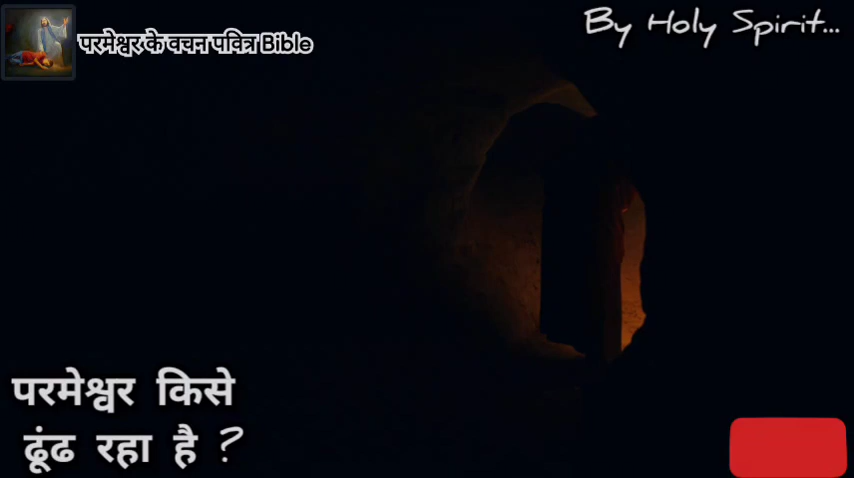 परमेश्वर के वचन पवित्र Bible
By Holy Spirit...
परमेश्वर किसे
ढूंढ रहा है ?